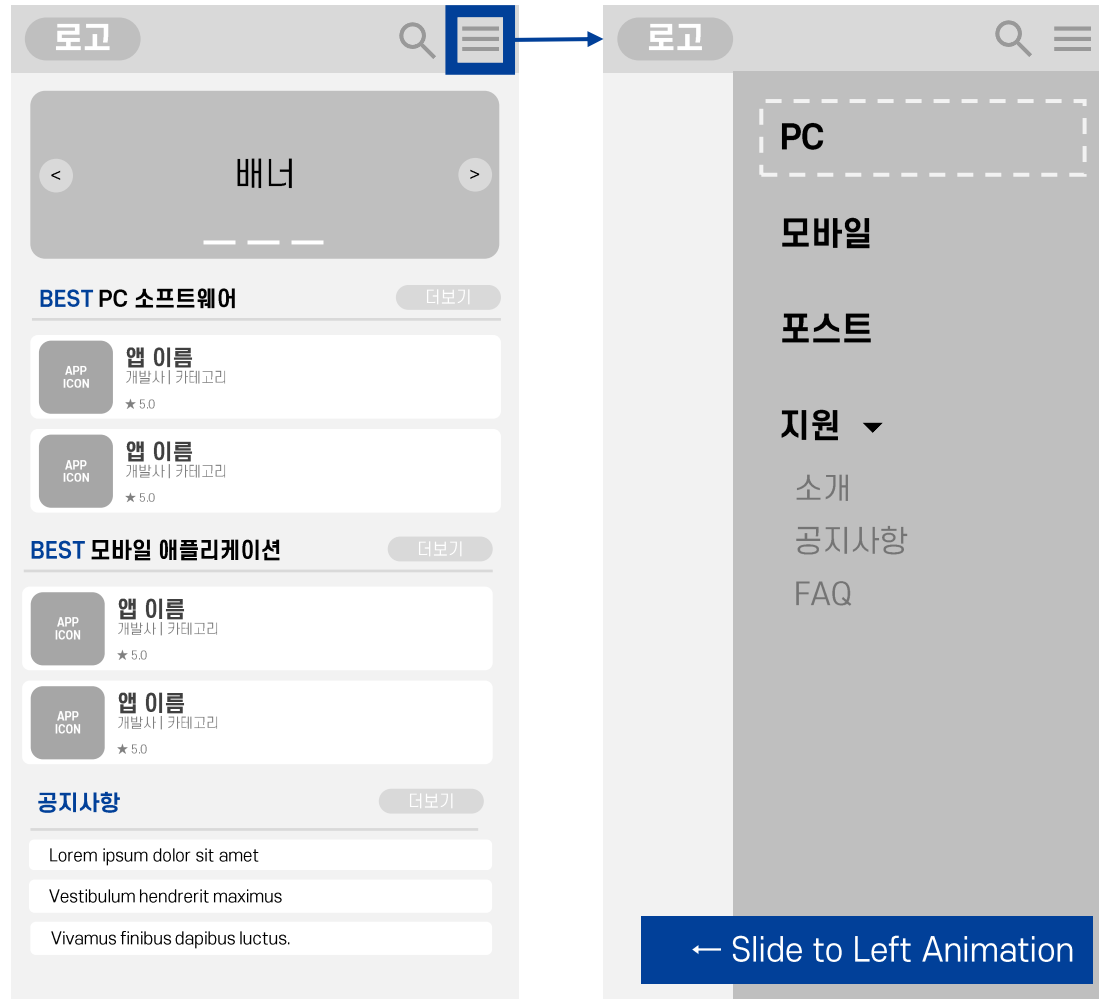 로고
배너
<
>
BEST PC 소프트웨어
더보기
APP
ICON
앱 이름
개발사 | 카테고리
★ 5.0
APP
ICON
앱 이름
개발사 | 카테고리
★ 5.0
BEST 모바일 애플리케이션
더보기
APP
ICON
앱 이름
개발사 | 카테고리
★ 5.0
APP
ICON
앱 이름
개발사 | 카테고리
★ 5.0
공지사항
더보기
Lorem ipsum dolor sit amet
Vestibulum hendrerit maximus
Vivamus finibus dapibus luctus.
로고
PC
모바일
포스트
지원
소개
공지사항
FAQ
← Slide to Left Animation